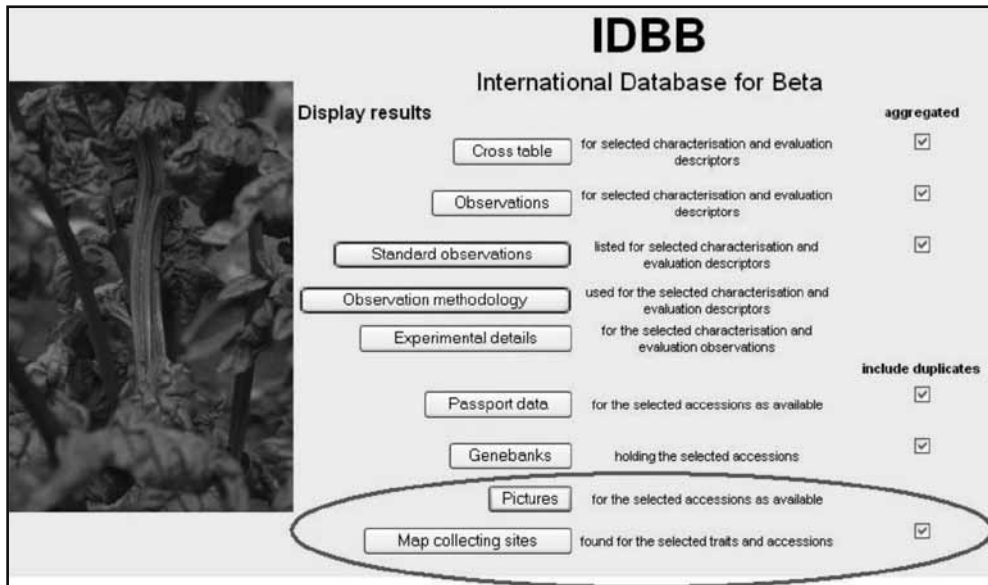 IDBB
International Database for Beta
Display results
aggregated
Cross table
for selected characterisation and evaluation
descriptors
Observations
for selected characterisation and evaluation
descriptors
Standard observations
listed for selected characterisation and
evaluation descriptors
Observation methodology
used for the selected characterisation and
evaluation descriptors
Experimental details
for the selected characterisation and
evaluation observations
include duplicates
Passport data
for the selected accessions as available
Genebanks
holding the selected accessions
Pictures
for the selected accessions as available
Map collecting sites
found for the selected traits and accessions